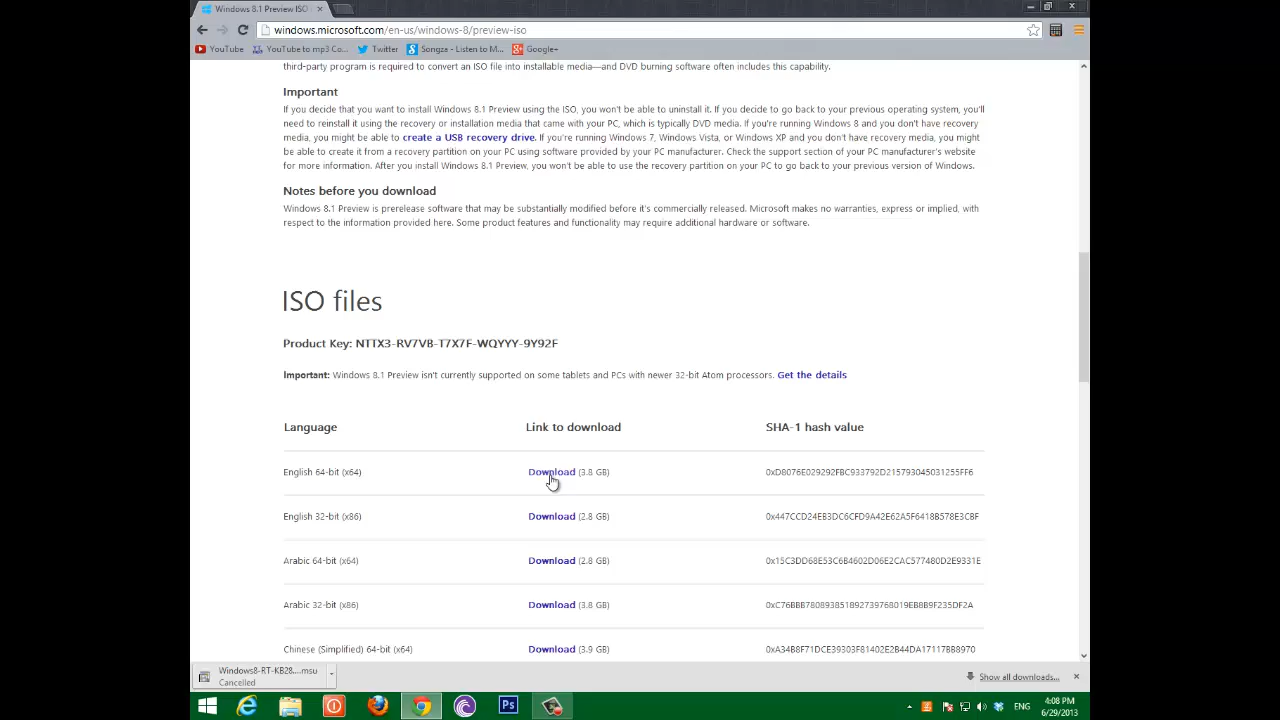 Windows 8.1 Preview ISO
windows.microsoft.com/en-us/windows-8/preview-iso
YouTube YouTube to mp3 Co... Twitter Songza - Listen to M... Google+
third-party program is required to convert an ISO file into installable media—and DVD burning software often includes this capability.
Important
If you decide that you want to install Windows 8.1 Preview using the ISO, you won't be able to uninstall it. If you decide to go back to your previous operating system, you'll
need to reinstall it using the recovery or installation media that came with your PC, which is typically DVD media. If you're running Windows 8 and you don't have recovery
media, you might be able to create a USB recovery drive. If you're running Windows 7, Windows Vista, or Windows XP and you don't have recovery media, you might
be able to create it from a recovery partition on your PC using software provided by your PC manufacturer. Check the support section of your PC manufacturer's website
for more information. After you install Windows 8.1 Preview, you won't be able to use the recovery partition on your PC to go back to your previous version of Windows.
Notes before you download
Windows 8.1 Preview is prerelease software that may be substantially modified before it's commercially released. Microsoft makes no warranties, express or implied, with
respect to the information provided here. Some product features and functionality may require additional hardware or software.
ISO files
Product Key: NTTX3-RV7VB-T7X7F-WQYYY-9Y92F
Important: Windows 8.1 Preview isn't currently supported on some tablets and PCs with newer 32-bit Atom processors. Get the details
Language Link to download SHA-1 hash value
English 64-bit (x64) Download (3.8 GB) 0xD8076E029292FBC933792D215793045031255FF6
English 32-bit (x86) Download (2.8 GB) 0x447CCD24EB3DC6CFD9A42E62A5F6418B578E3CBF
Arabic 64-bit (x64) Download (2.8 GB) 0x15C3DD68E53C6B4602D06E2CAC577480D2E9331E
Arabic 32-bit (x86) Download (3.8 GB) 0xC76BBB780893851892739768019EB8B9F235DF2A
Chinese (Simplified) 64-bit (x64) Download (3.9 GB) 0xA34B8F71DCE39303F81402E2B44DA17117BB8970
Windows8-RT-KB28....msu
Cancelled
Show all downloads...
Ps
ENG
4:08 PM
6/29/2013